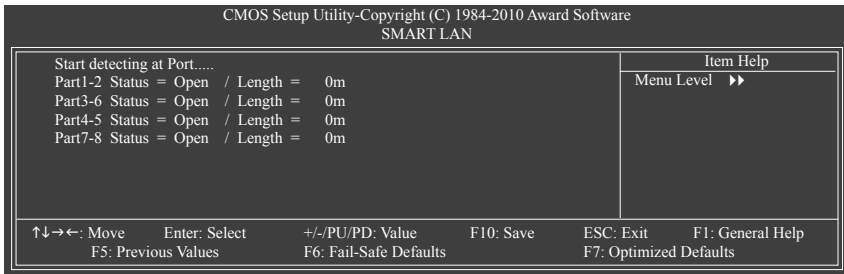 CMOS Setup Utility-Copyright (C) 1984-2010 Award Software
SMART LAN
Start detecting at Port.....
Part1-2 Status = Open / Length = 0m
Part3-6 Status = Open / Length = 0m
Part4-5 Status = Open / Length = 0m
Part7-8 Status = Open / Length = 0m
Item Help
Menu Level ▶▶
↑↓→←: Move Enter: Select +/-/PU/PD: Value F10: Save ESC: Exit F1: General Help
F5: Previous Values F6: Fail-Safe Defaults F7: Optimized Defaults